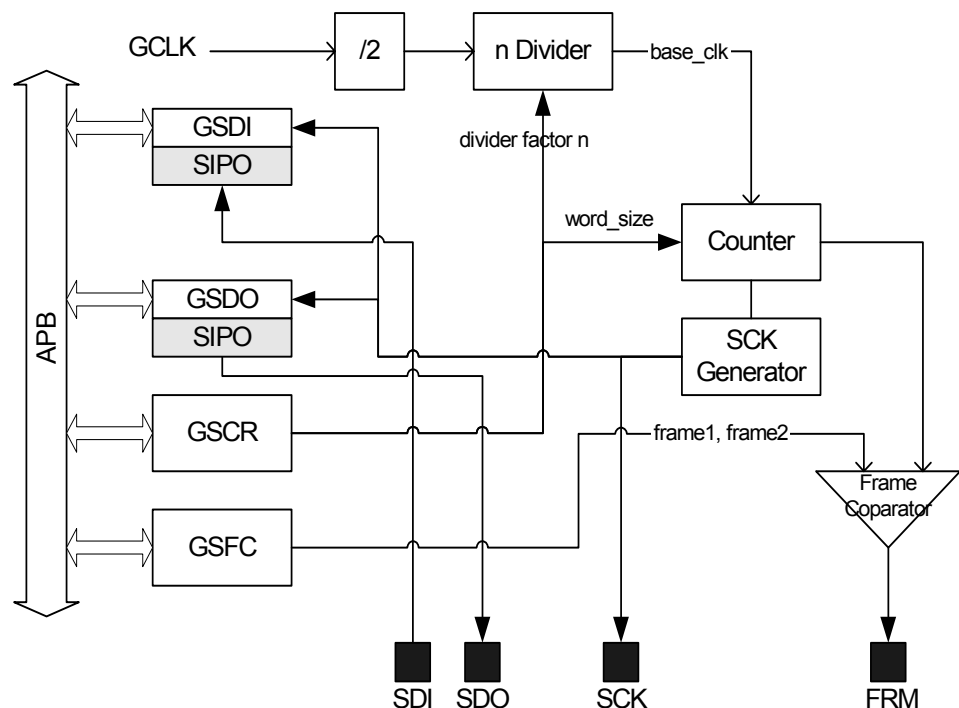 GCLK
/2
n Divider
base_clk
GSDI
SIPO
divider factor n
word_size
Counter
GSDO
SIPO
SCK
Generator
APB
GSCR
frame1, frame2
Frame
Coparator
GSFC
SDI
SDO
SCK
FRM